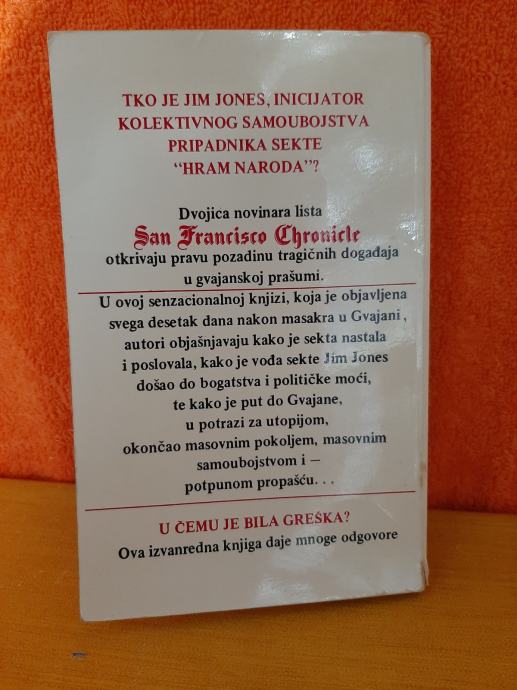 TKO JE JIM JONES, INICIJATOR
KOLEKTIVNOG SAMOUBOJSTVA
PRIPADNIKA SEKTE
“HRAM NARODA”?
Dvojica novinara lista
San Francisco Chronicle
otkrivaju pravu pozadinu tragičnih događaja
u gvajanskoj prašumi.
U ovoj senzacionalnoj knjizi, koja je objavljena
svega desetak dana nakon masakra u Gvajani,
autori objašnjavaju kako je sekta nastala
i poslovala, kako je vođa sekte Jim Jones
došao do bogatstva i političke moći,
te kako je put do Gvajane,
u potrazi za utopijom,
okončao masovnim pokoljem, masovnim
samoubojstvom i —
potpunom propašću. . .
U ČEMU JE BILA GREŠKA?
Ova izvanredna knjiga daje mnoge odgovore